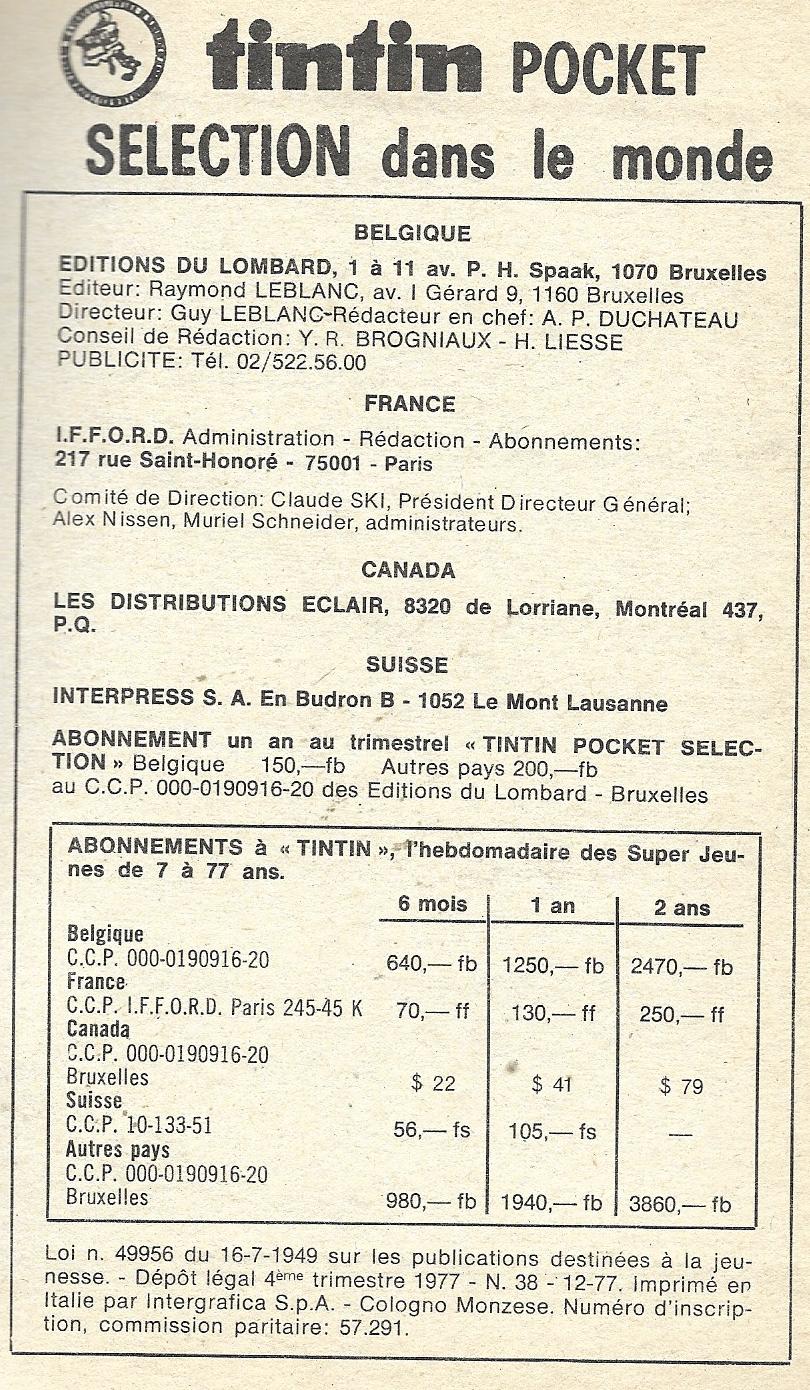 tintin POCKET
SELECTION dans le monde
BELGIQUE
EDITIONS DU LOMBARD, 1 à 11 av. P. H. Spaak, 1070 Bruxelles
Editeur: Raymond LEBLANC, av. I Gérard 9, 1160 Bruxelles
Directeur: Guy LEBLANC-Rédacteur en chef: A. P. DUCHATEAU
Conseil de Rédaction: Y. R. BROGNIAUX - H. LIESSE
PUBLICITE: Tél. 02/522.56.00
FRANCE
I.F.F.O.R.D. Administration - Rédaction - Abonnements:
217 rue Saint-Honoré - 75001 - Paris
Comité de Direction: Claude SKI, Président Directeur Général;
Alex Nissen, Muriel Schneider, administrateurs.
CANADA
LES DISTRIBUTIONS ECLAIR, 8320 de Lorriane, Montréal 437,
P.Q.
SUISSE
INTERPRESS S. A. En Budron B - 1052 Le Mont Lausanne
ABONNEMENT un an au trimestrel « TINTIN POCKET SELEC-
TION » Belgique 150,—fb Autres pays 200,—fb
au C.C.P. 000-0190916-20 des Editions du Lombard - Bruxelles
ABONNEMENTS à « TINTIN », l'hebdomadaire des Super Jeu-
nes de 7 à 77 ans.
6 mois 1 an 2 ans
Belgique
C.C.P. 000-0190916-20 640,— fb 1250,— fb 2470,— fb
France
C.C.P. I.F.F.O.R.D. Paris 245-45 K 70,— ff 130,— ff 250,— ff
Canada
C.C.P. 000-0190916-20
Bruxelles $ 22 $ 41 $ 79
Suisse
C.C.P. 10-133-51 56,— fs 105,— fs —
Autres pays
C.C.P. 000-0190916-20
Bruxelles 980,— fb 1940,— fb 3860,— fb
Loi n. 49956 du 16-7-1949 sur les publications destinées à la jeu-
nesse. - Dépôt légal 4ème trimestre 1977 - N. 38 - 12-77. Imprimé en
Italie par Intergrafica S.p.A. - Cologno Monzese. Numéro d'inscrip-
tion, commission paritaire: 57.291.